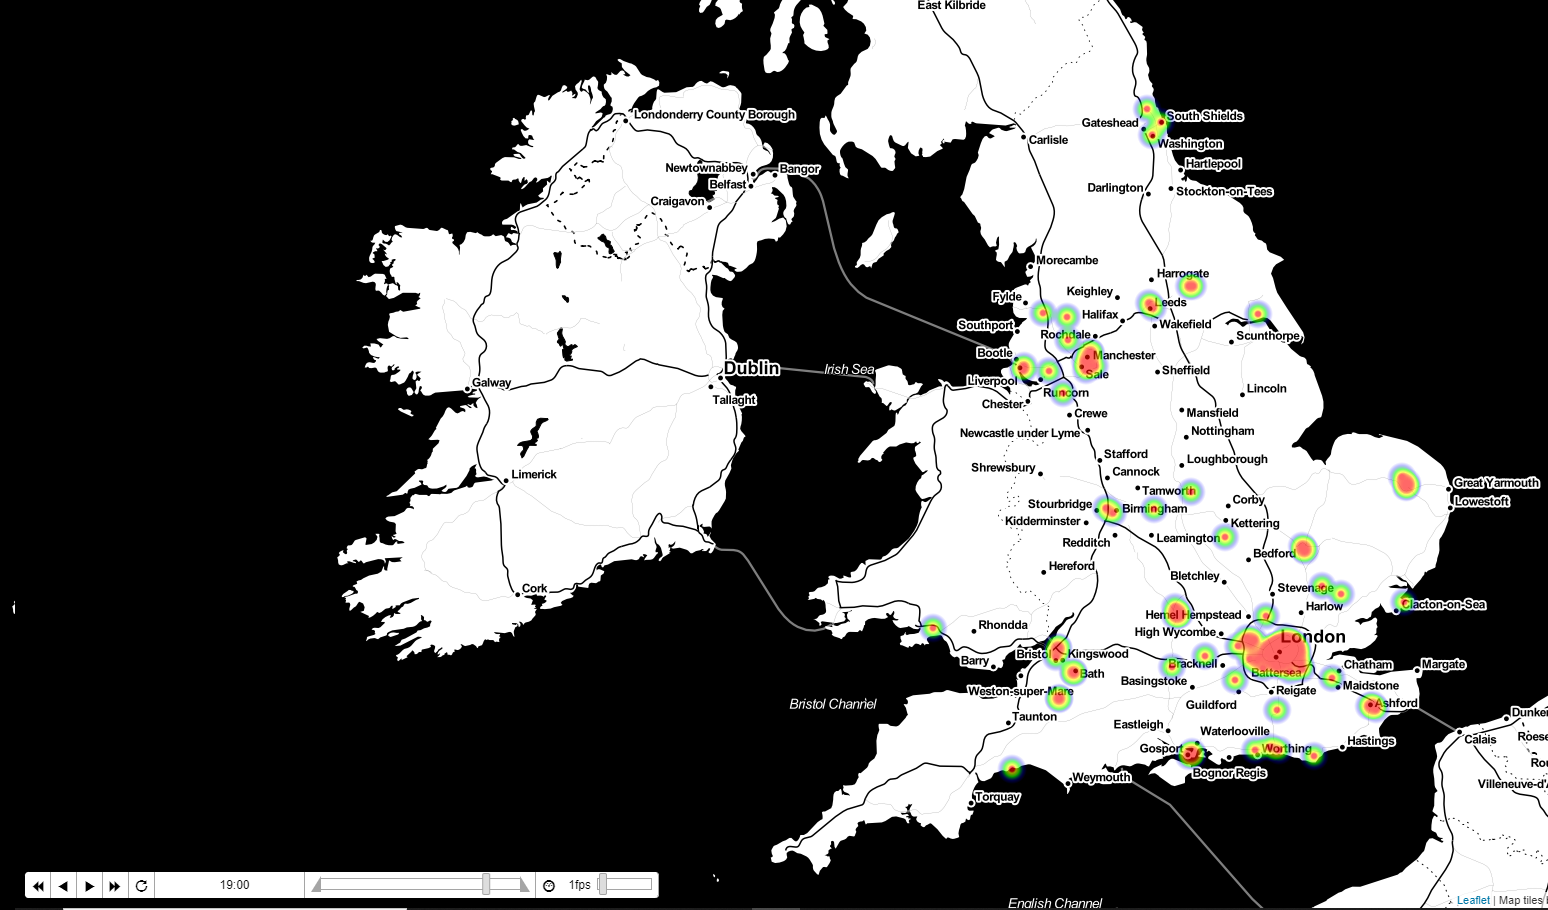 East Kilbride
Londonderry County Borough
South Shields
Gateshead
Carlisle
Washington
Hartlepool
Newtownabbey
Bangor
Belfast
Darlington
Stockton-on-Tees
Craigavon
Morecambe
Harrogate
Fylde
Keighley
Leeds
Halifax
Southport
Wakefield
Rochdale
Scunthorpe
Bootle
Manchester
Dublin
Irish Sea
Sale
Sheffield
Galway
Liverpool
Lincoln
Runcorn
Tallaght
Chester
Crewe
Mansfield
Newcastle under Lyme
Nottingham
Stafford
Loughborough
Shrewsbury
Cannock
Limerick
Great Yarmouth
Tamworth
Lowestoft
Corby
Stourbridge
Birmingham
Kidderminster
Kettering
Redditch
Leamington
Bedford
Hereford
Bletchley
Cork
Stevenage
Clacton-on-Sea
Harlow
Hemel Hempstead
Rhondda
High Wycombe
London
Bristol
Kingswood
Barry
Bracknell
Chatham
Margate
Bath
Battersea
Basingstoke
Maidstone
Weston-super-Mare
Reigate
Bristol Channel
Guildford
Ashford
Taunton
Dunke
Eastleigh
Waterlooville
Roese
Calais
Hastings
Gosport
Worthing
Rou
Bognor Regis
Weymouth
Villeneuve-d'A
Torquay
19:00
1fps
English Channel
Leaflet | Map tiles